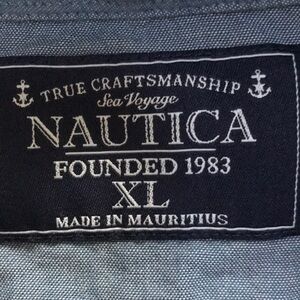 TRUE CRAFTSMANSHIP
Sea Voyage
NAUTICA
FOUNDED 1983
XL
MADE IN MAURITIUS